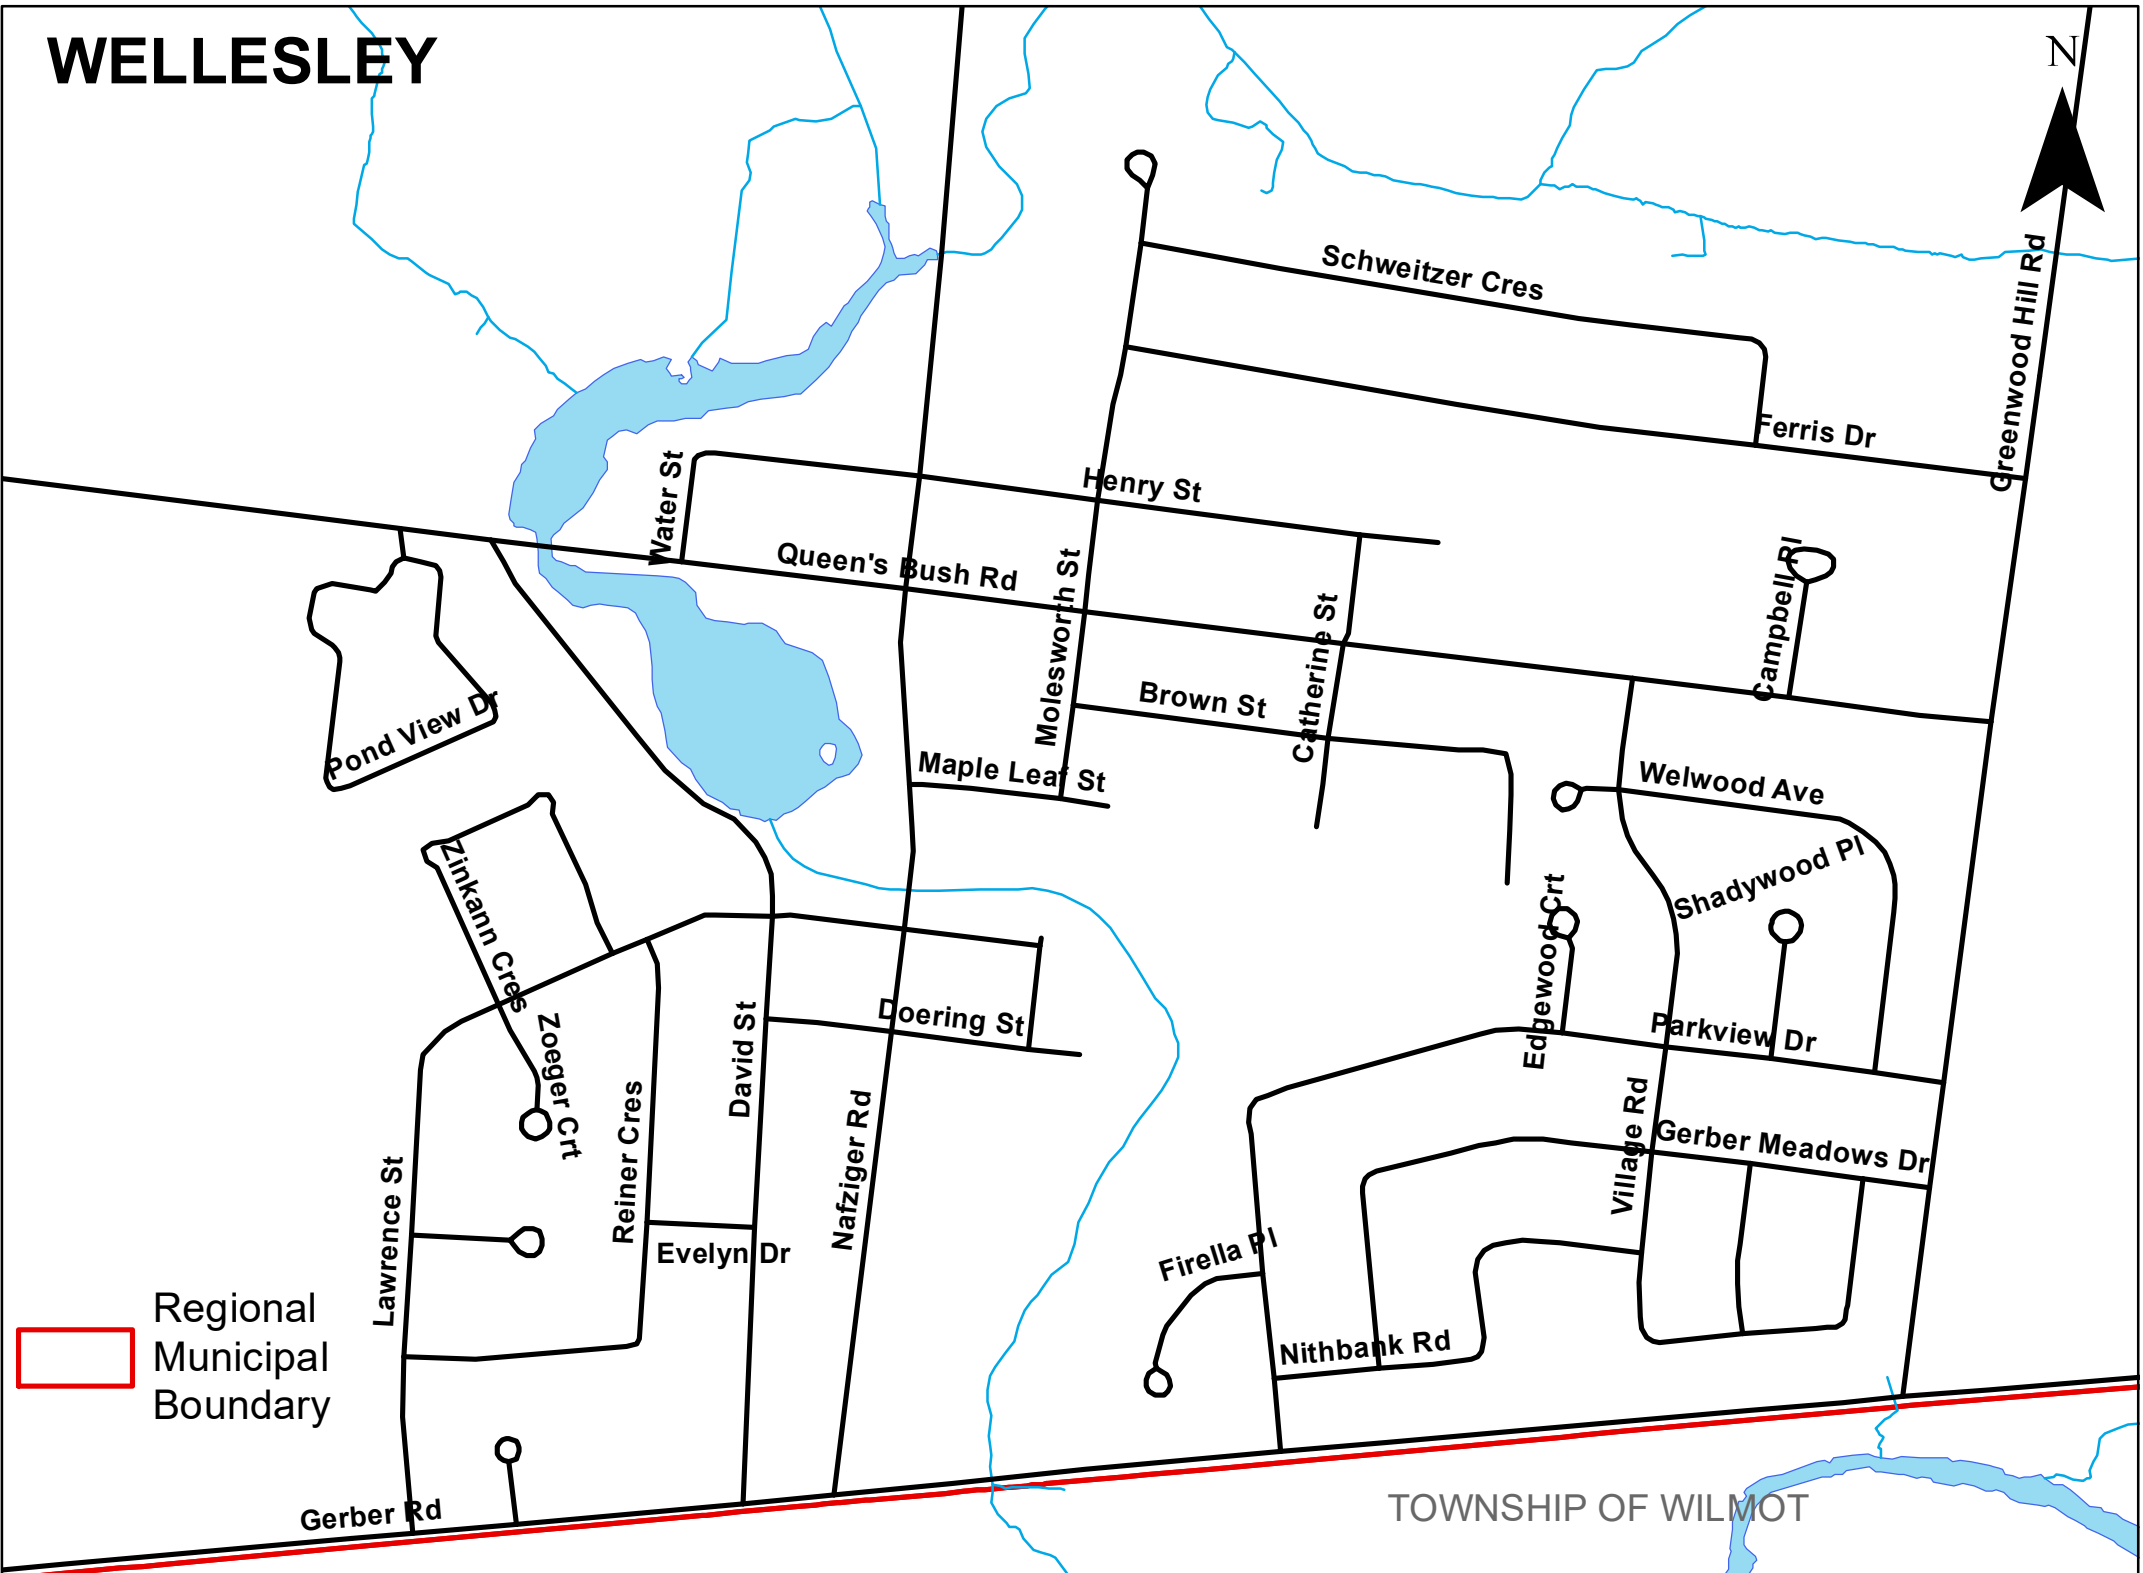 WELLESLEY
N
Schweitzer Cres
Greenwood Hill Rd
Ferris Dr
Water St
Henry St
Queen's Bush Rd
Molesworth St
Catherine St
Campbell Pl
Pond View Dr
Brown St
Maple Leaf St
Welwood Ave
Zinkann Cres
Shadywood Pl
Edgewood Crt
Zoeger Crt
David St
Doering St
Parkview Dr
Reiner Cres
Nafziger Rd
Village Rd
Gerber Meadows Dr
Lawrence St
Evelyn Dr
Firella Pl
Nithbank Rd
Regional
Municipal
Boundary
Gerber Rd
TOWNSHIP OF WILMOT